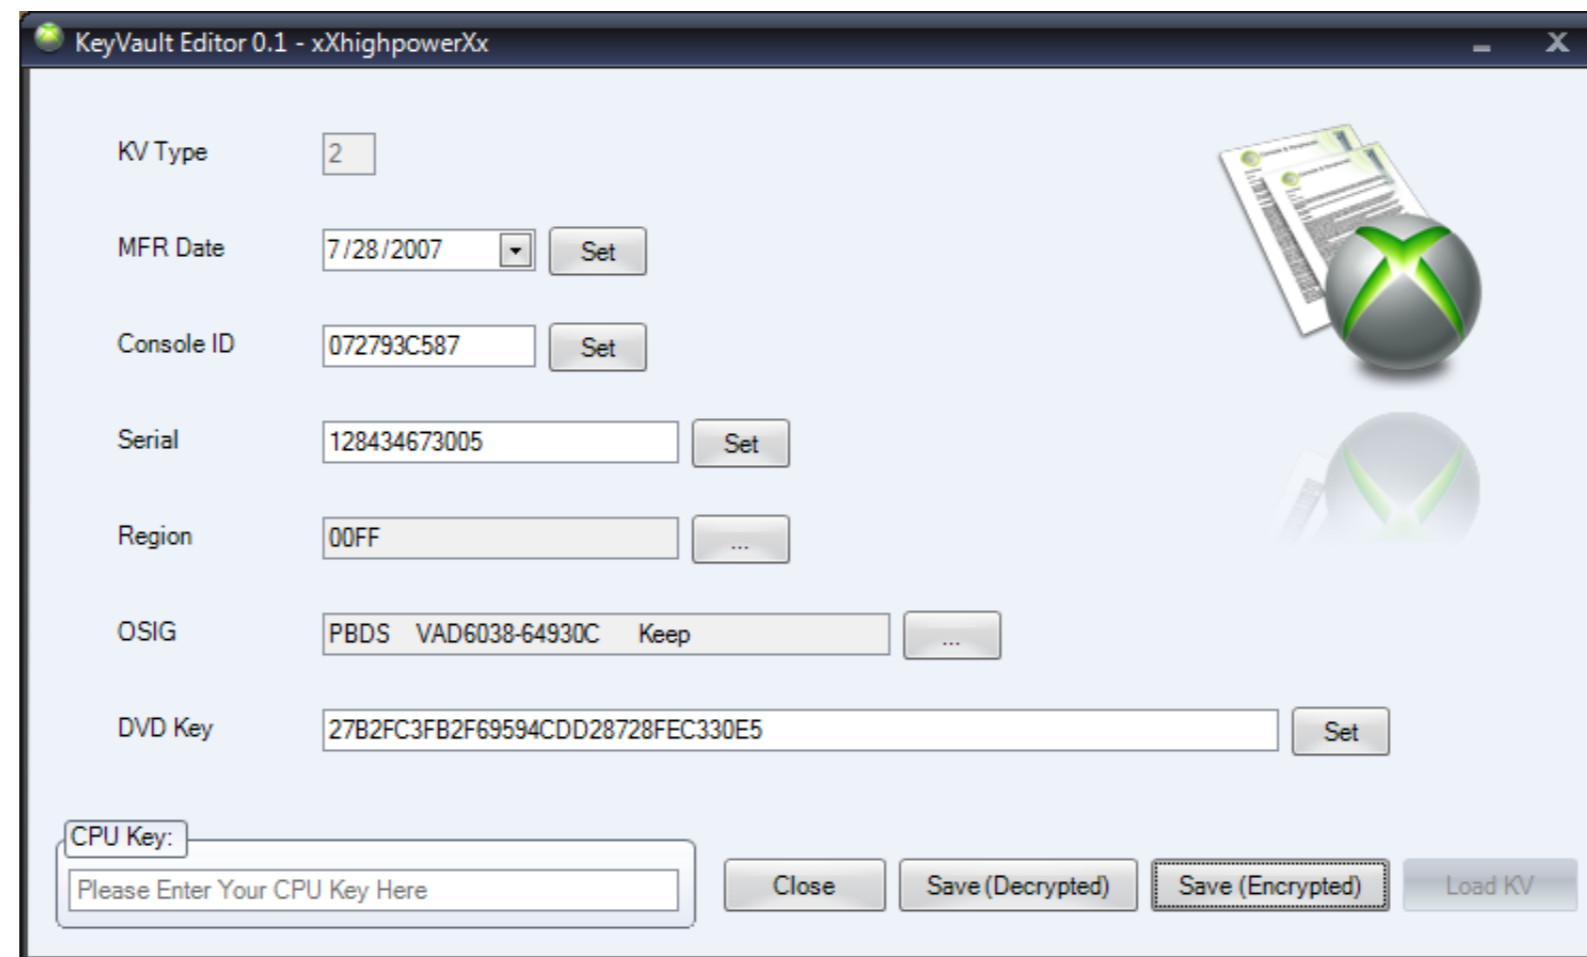 KeyVault Editor 0.1 - xXhighpowerXx
KV Type 2
MFR Date 7/28/2007 Set
Console ID 072793C587 Set
Serial 128434673005 Set
Region 00FF ...
OSIG PBDS VAD6038-64930C Keep ...
DVD Key 27B2FC3FB2F69594CDD28728FEC330E5 Set
CPU Key:
Please Enter Your CPU Key Here
Close Save (Decrypted) Save (Encrypted) Load KV